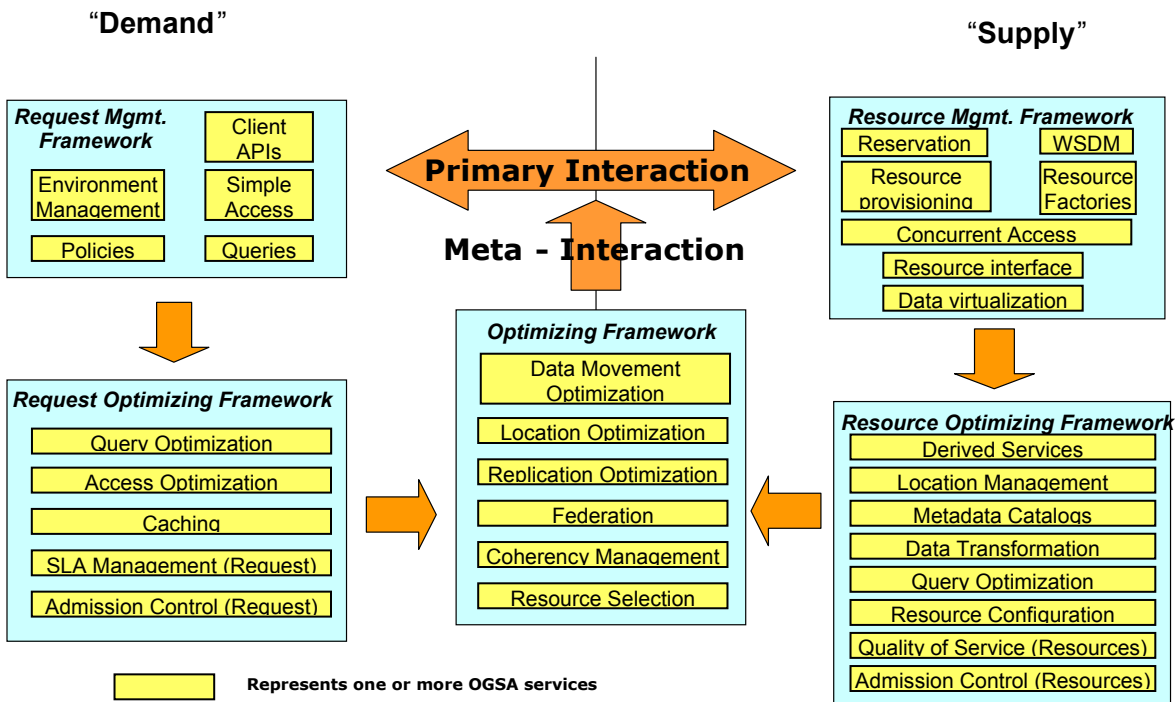 “Demand”
“Supply”
Request Mgmt.
Framework
Client
APIs
Environment
Management
Simple
Access
Policies
Queries
Primary Interaction
Meta - Interaction
Resource Mgmt. Framework
Reservation
WSDM
Resource
provisioning
Resource
Factories
Concurrent Access
Resource interface
Data virtualization
Request Optimizing Framework
Query Optimization
Access Optimization
Caching
SLA Management (Request)
Admission Control (Request)
Optimizing Framework
Data Movement
Optimization
Location Optimization
Replication Optimization
Federation
Coherency Management
Resource Selection
Resource Optimizing Framework
Derived Services
Location Management
Metadata Catalogs
Data Transformation
Query Optimization
Resource Configuration
Quality of Service (Resources)
Admission Control (Resources)
Represents one or more OGSA services